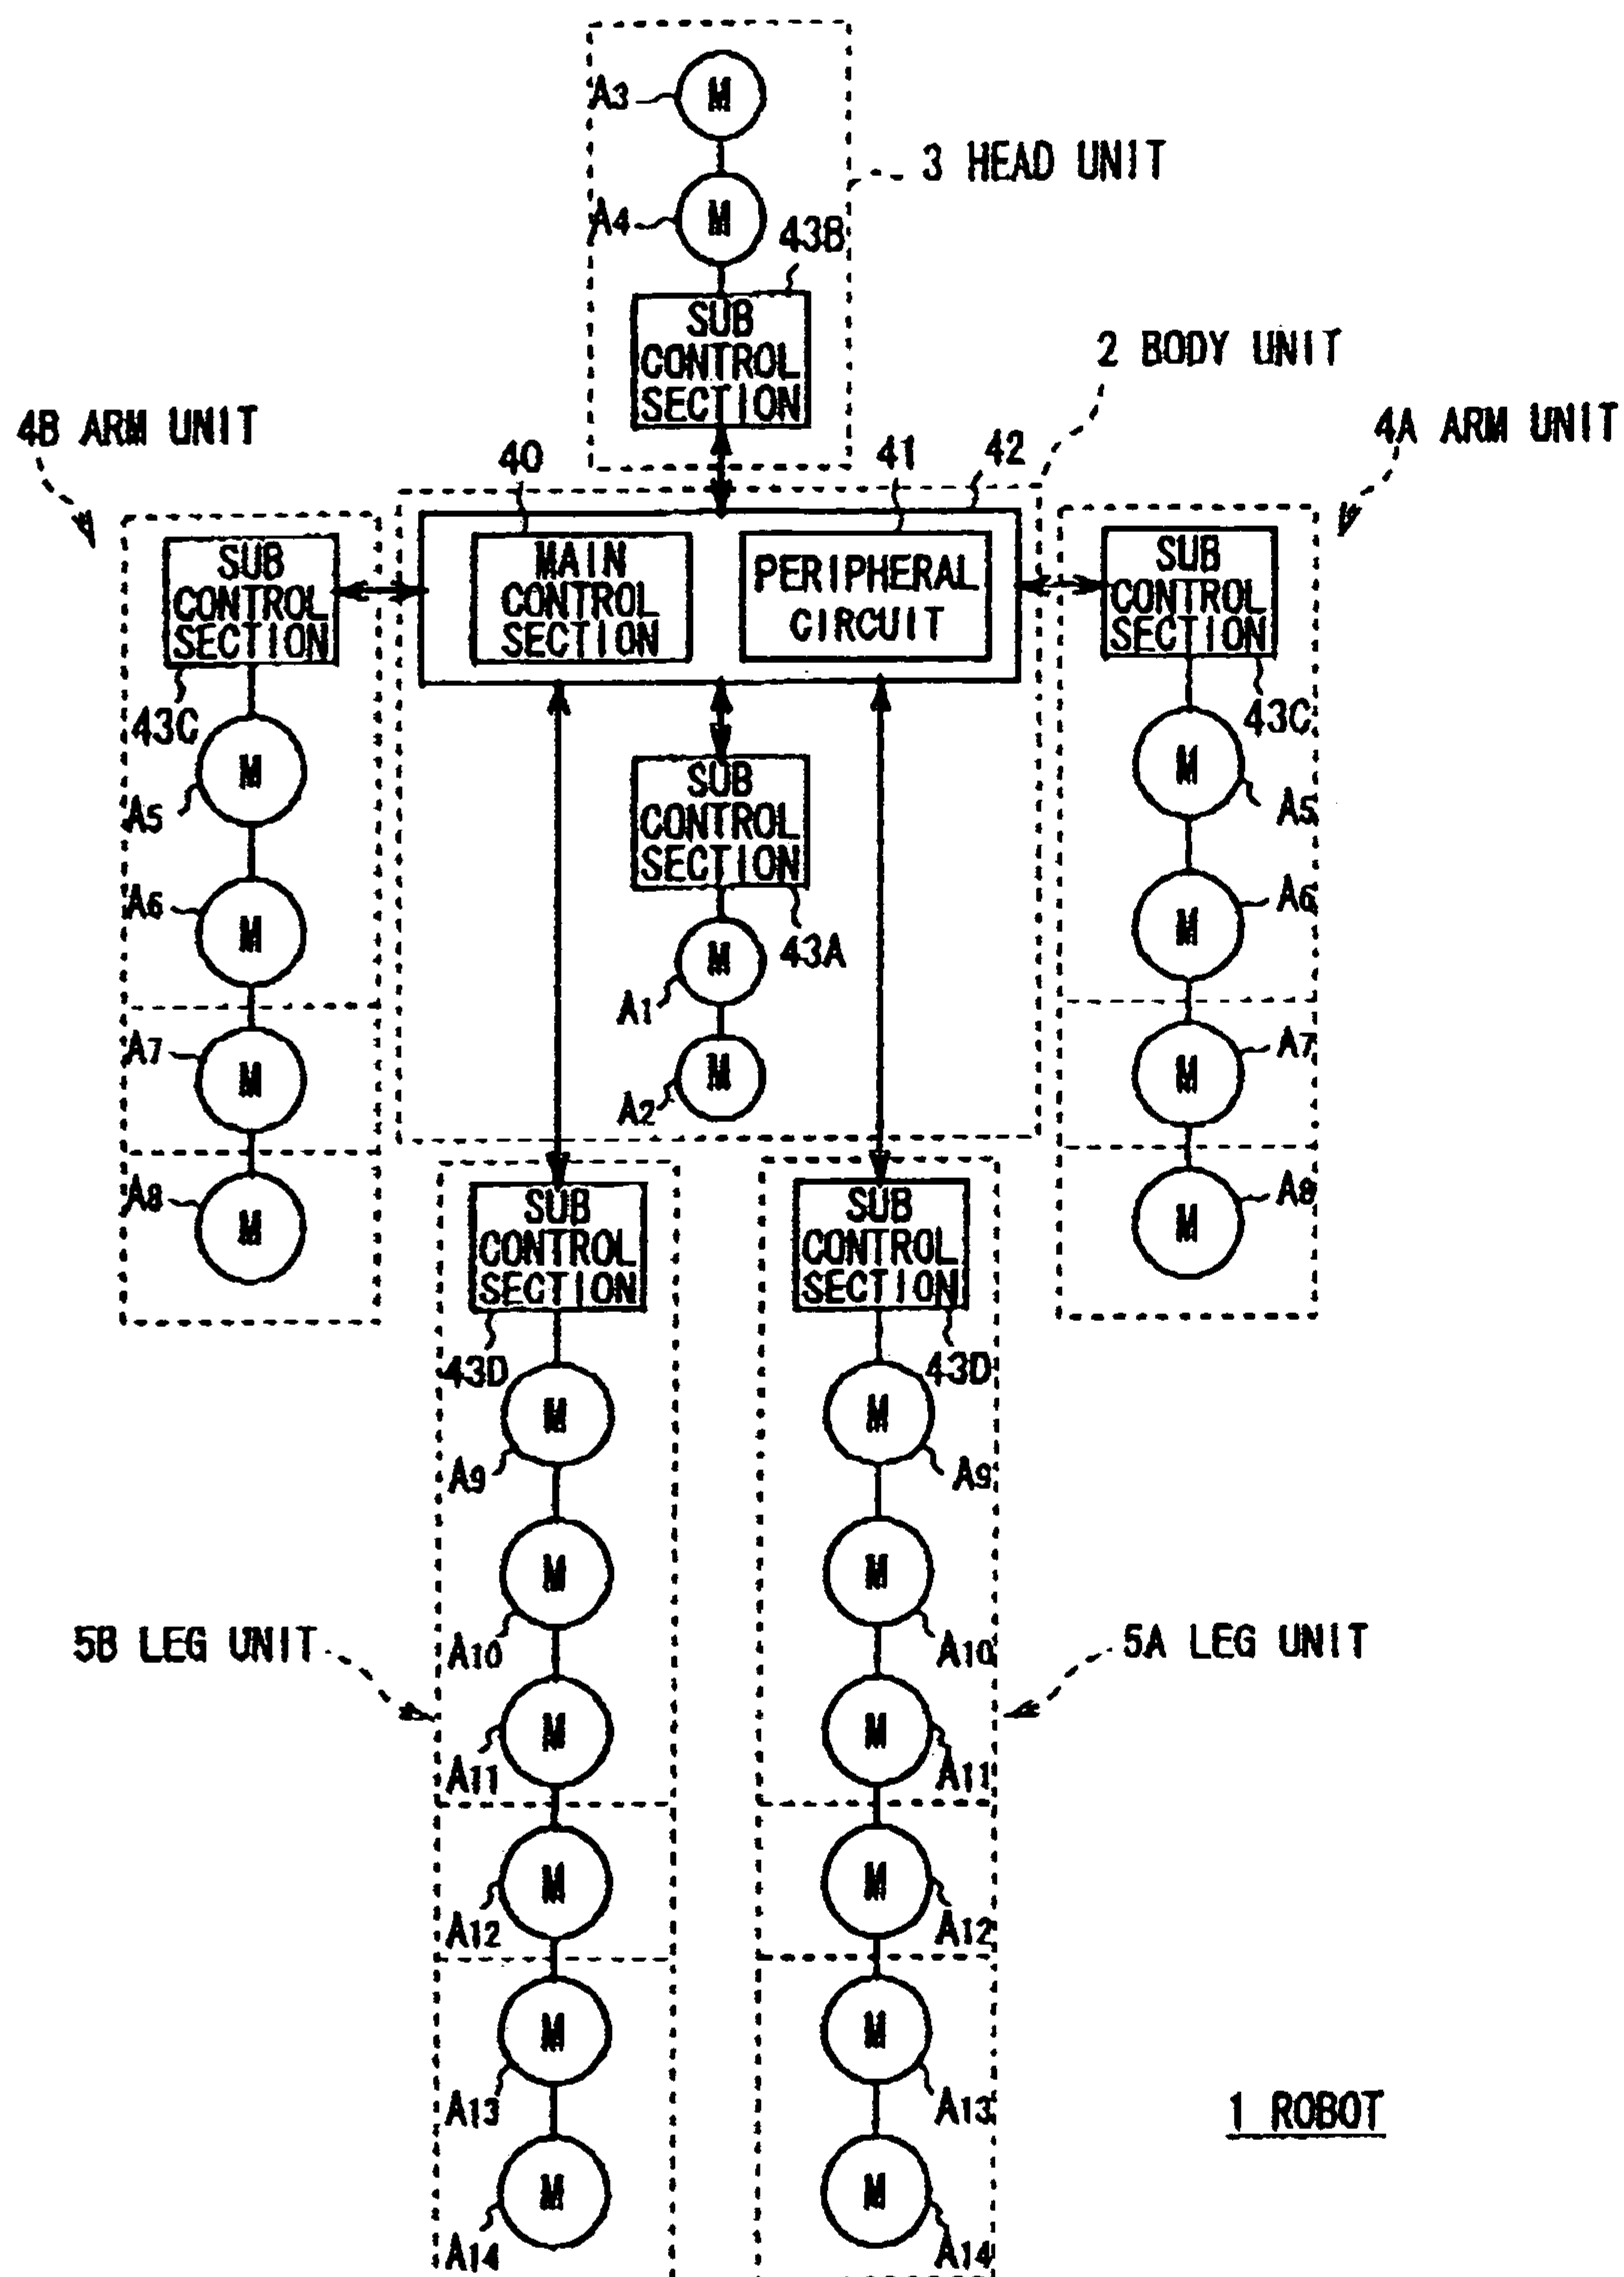 A3
M
3 HEAD UNIT
A4
M
43B
SUB
CONTROL
SECTION
2 BODY UNIT
4B ARM UNIT
4A ARM UNIT
40
41
42
SUB
CONTROL
SECTION
MAIN
CONTROL
SECTION
PERIPHERAL
CIRCUIT
SUB
CONTROL
SECTION
43C
43C
M
A5
M
A5
SUB
CONTROL
SECTION
43A
A6
M
A6
M
M
A1
A7
M
A7
M
M
A2
A8
M
A8
M
SUB
CONTROL
SECTION
SUB
CONTROL
SECTION
43D
43D
M
A9
M
A9
M
A10
M
A10
5B LEG UNIT
5A LEG UNIT
M
A11
M
A11
M
A12
M
A12
M
A13
M
A13
1 ROBOT
M
A14
M
A14